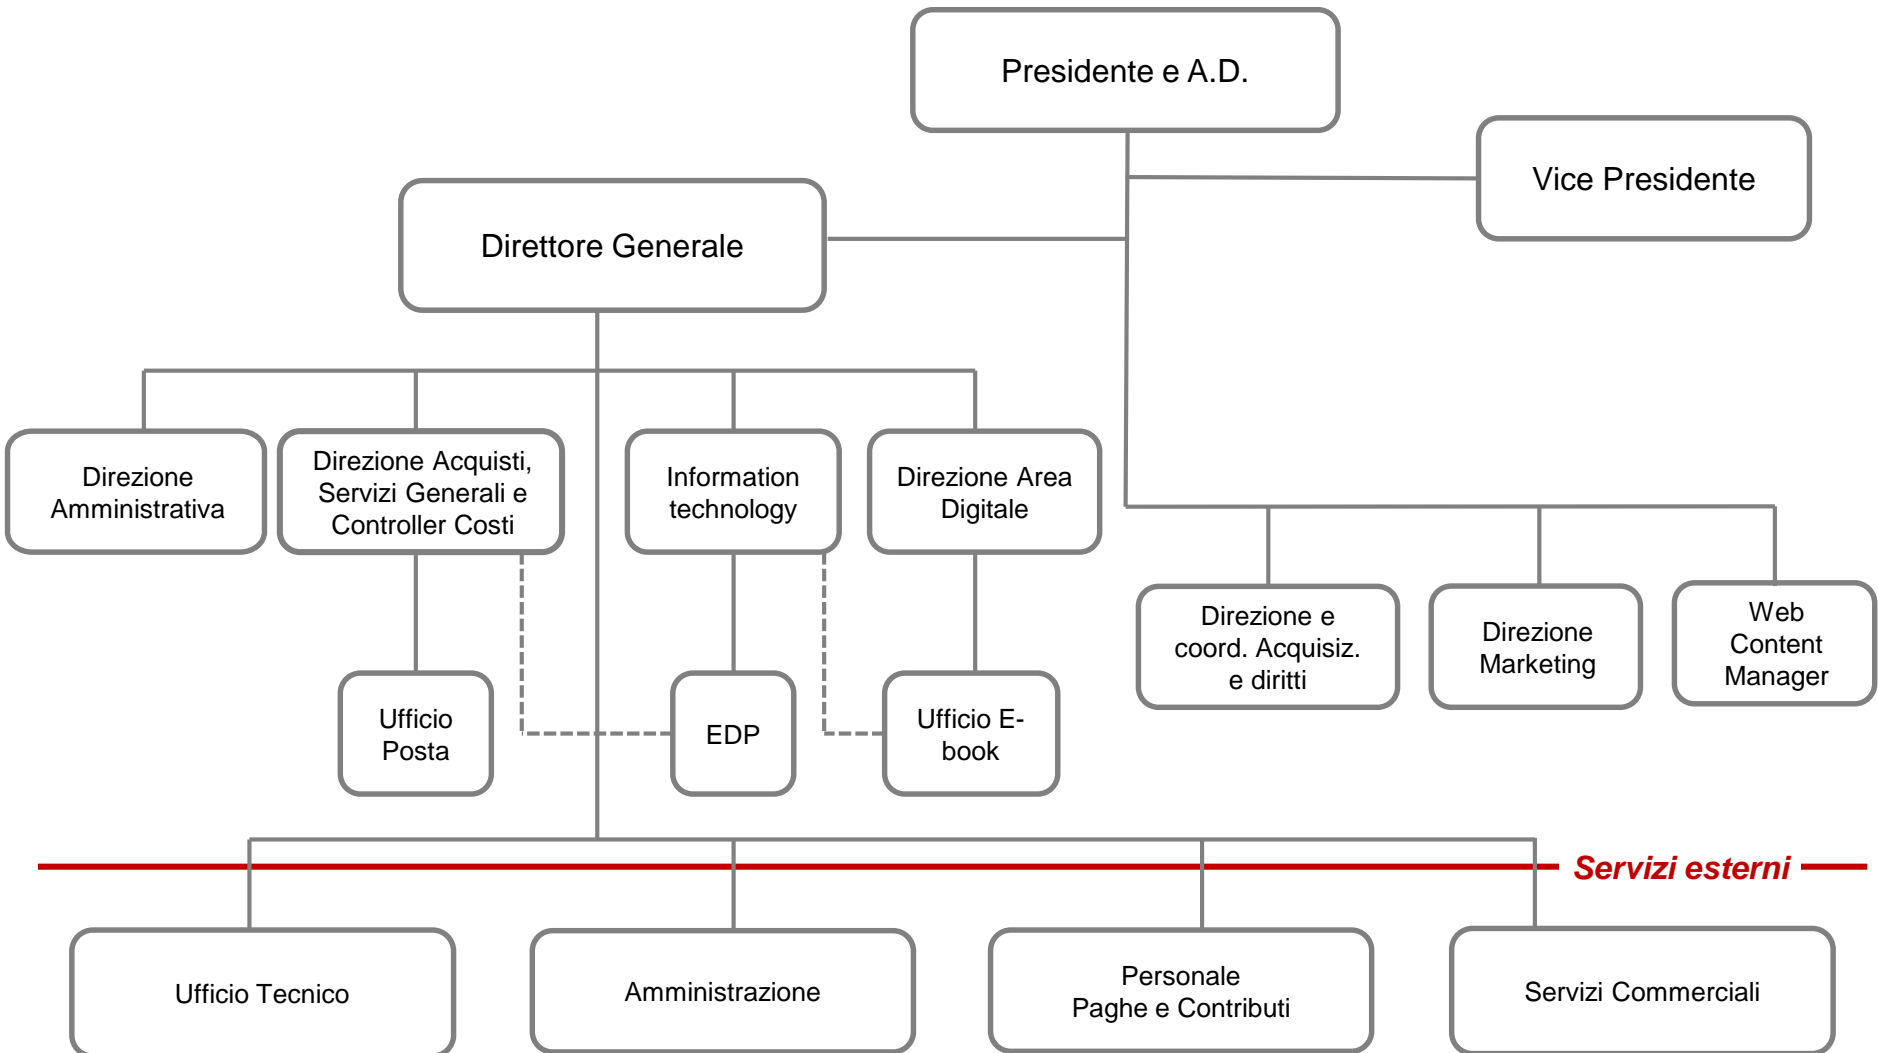 Presidente e A.D.
Vice Presidente
Direttore Generale
Direzione
Amministrativa
Direzione Acquisti,
Servizi Generali e
Controller Costi
Information
technology
Direzione Area
Digitale
Direzione e
coord. Acquisiz.
e diritti
Direzione
Marketing
Web
Content
Manager
Ufficio
Posta
EDP
Ufficio E-
book
Servizi esterni
Ufficio Tecnico
Amministrazione
Personale
Paghe e Contributi
Servizi Commerciali